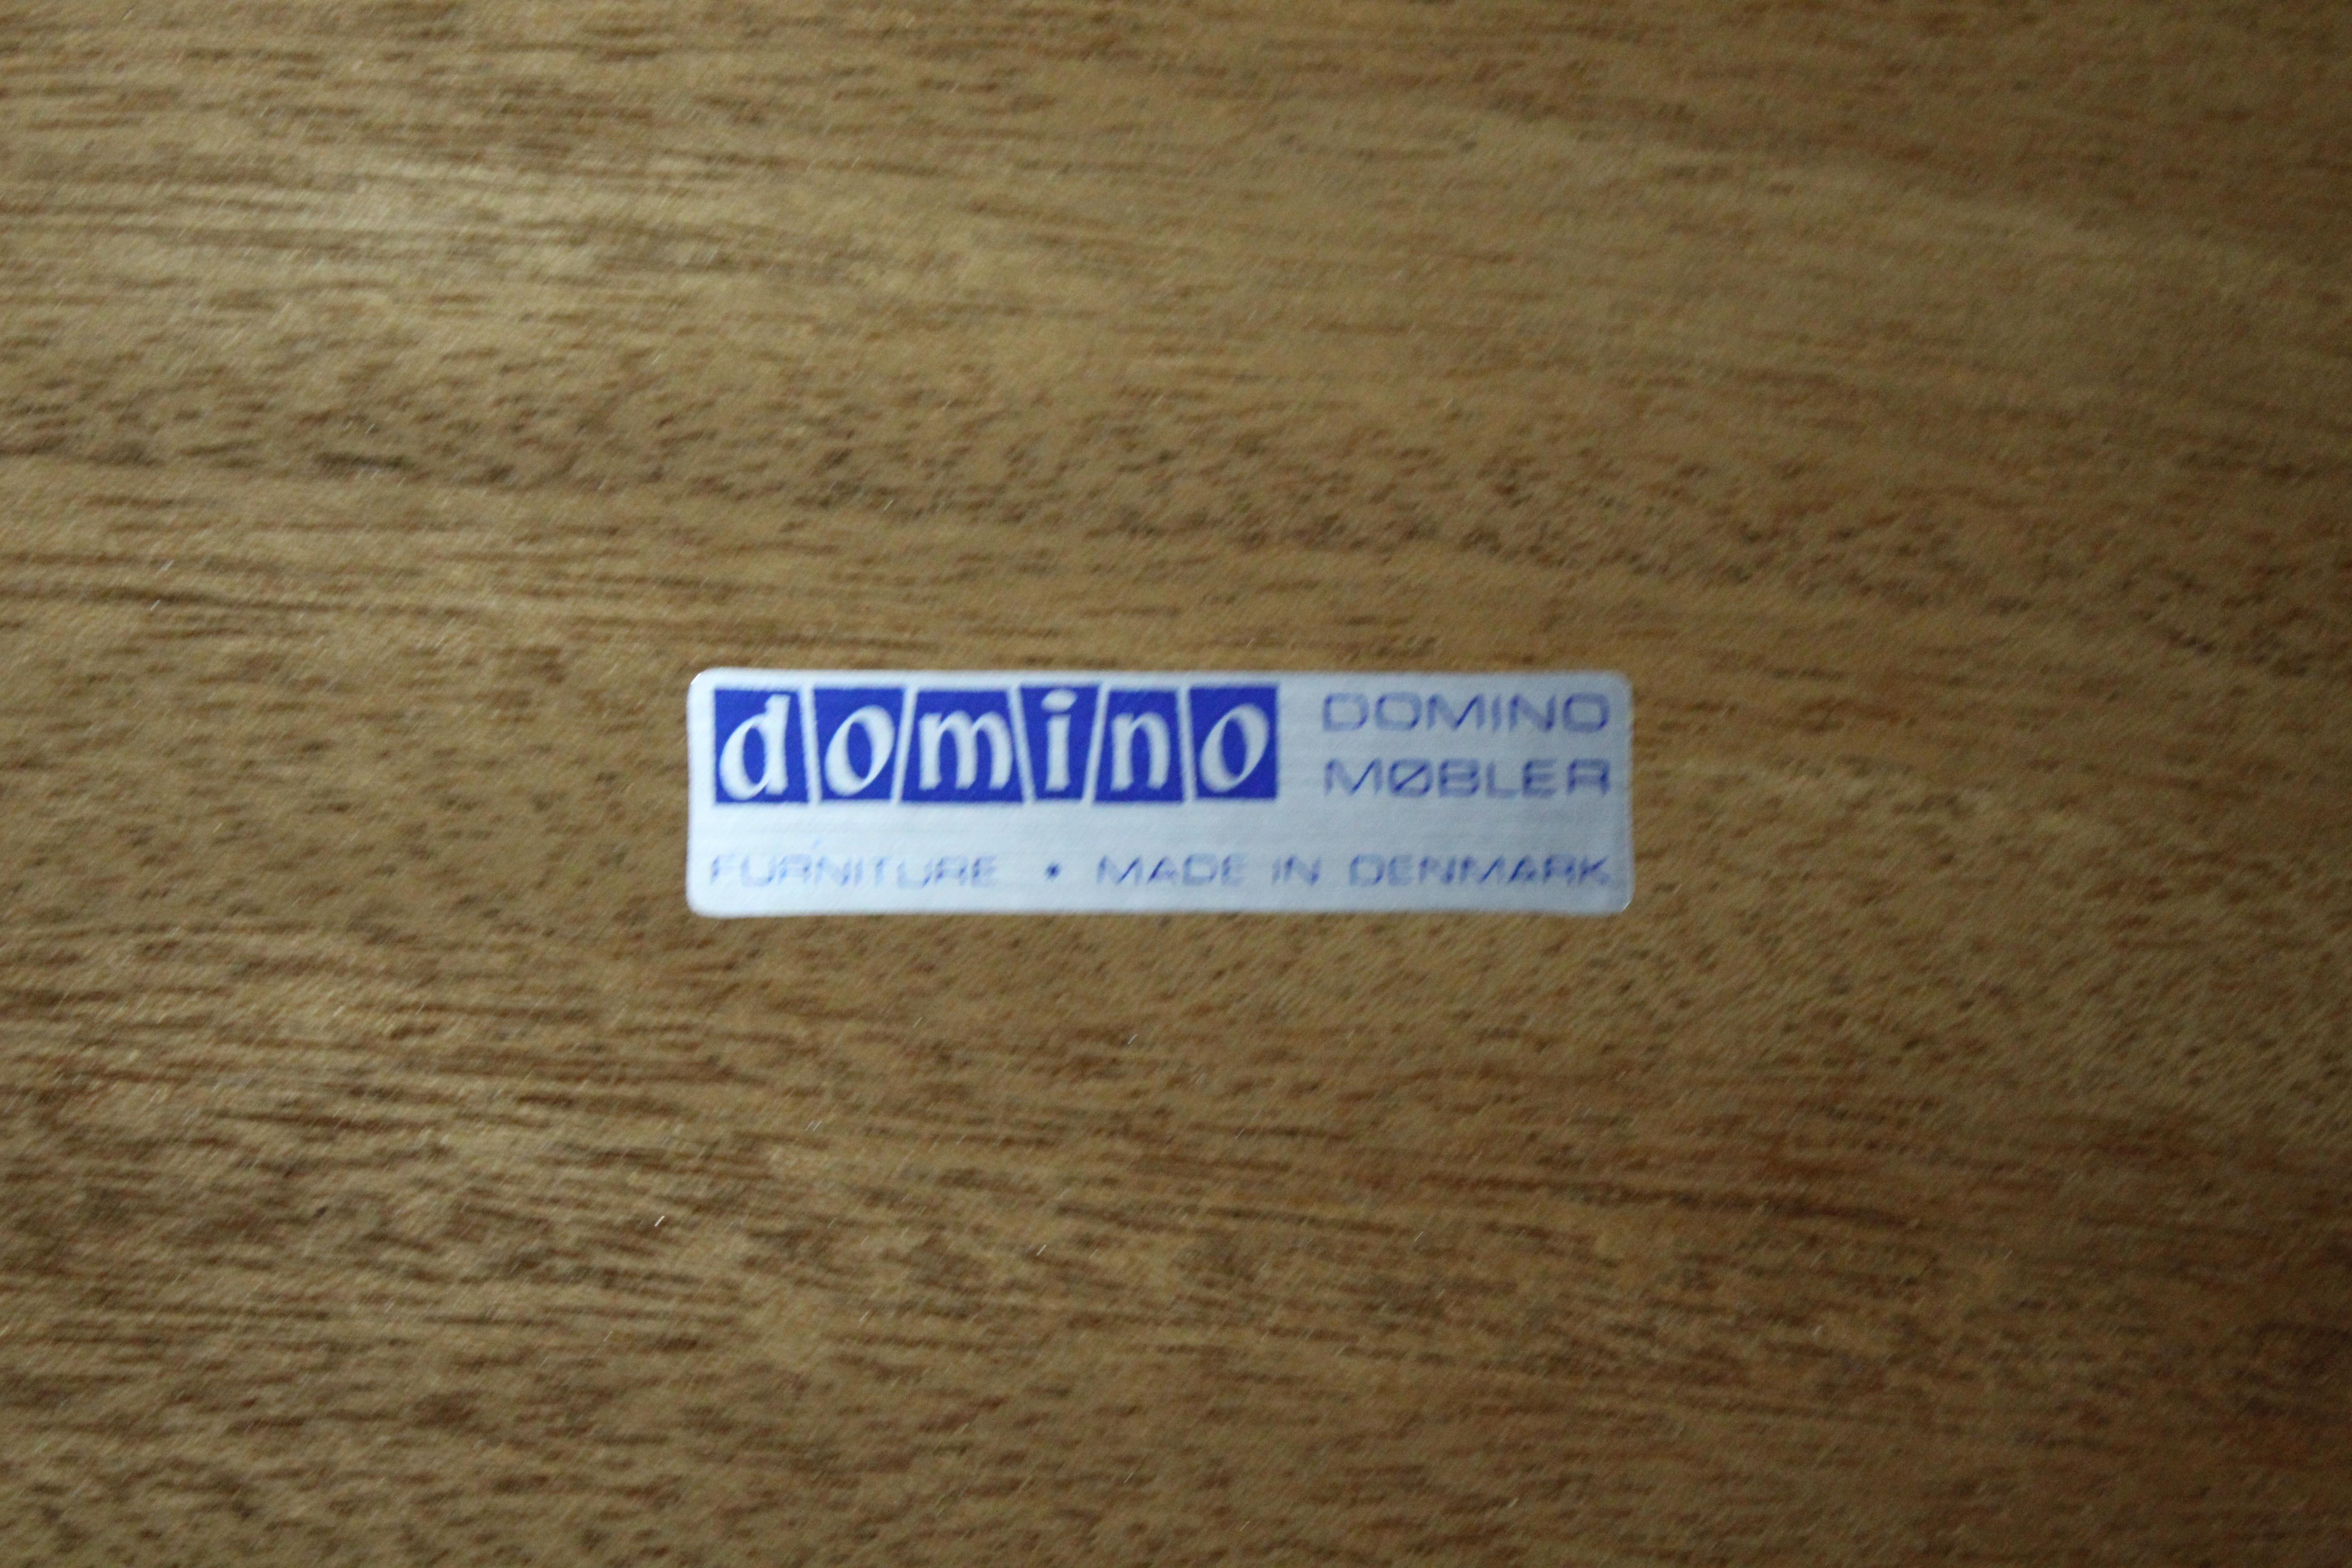 domino
DOMINO
MØBLER
FURNITURE • MADE IN DENMARK